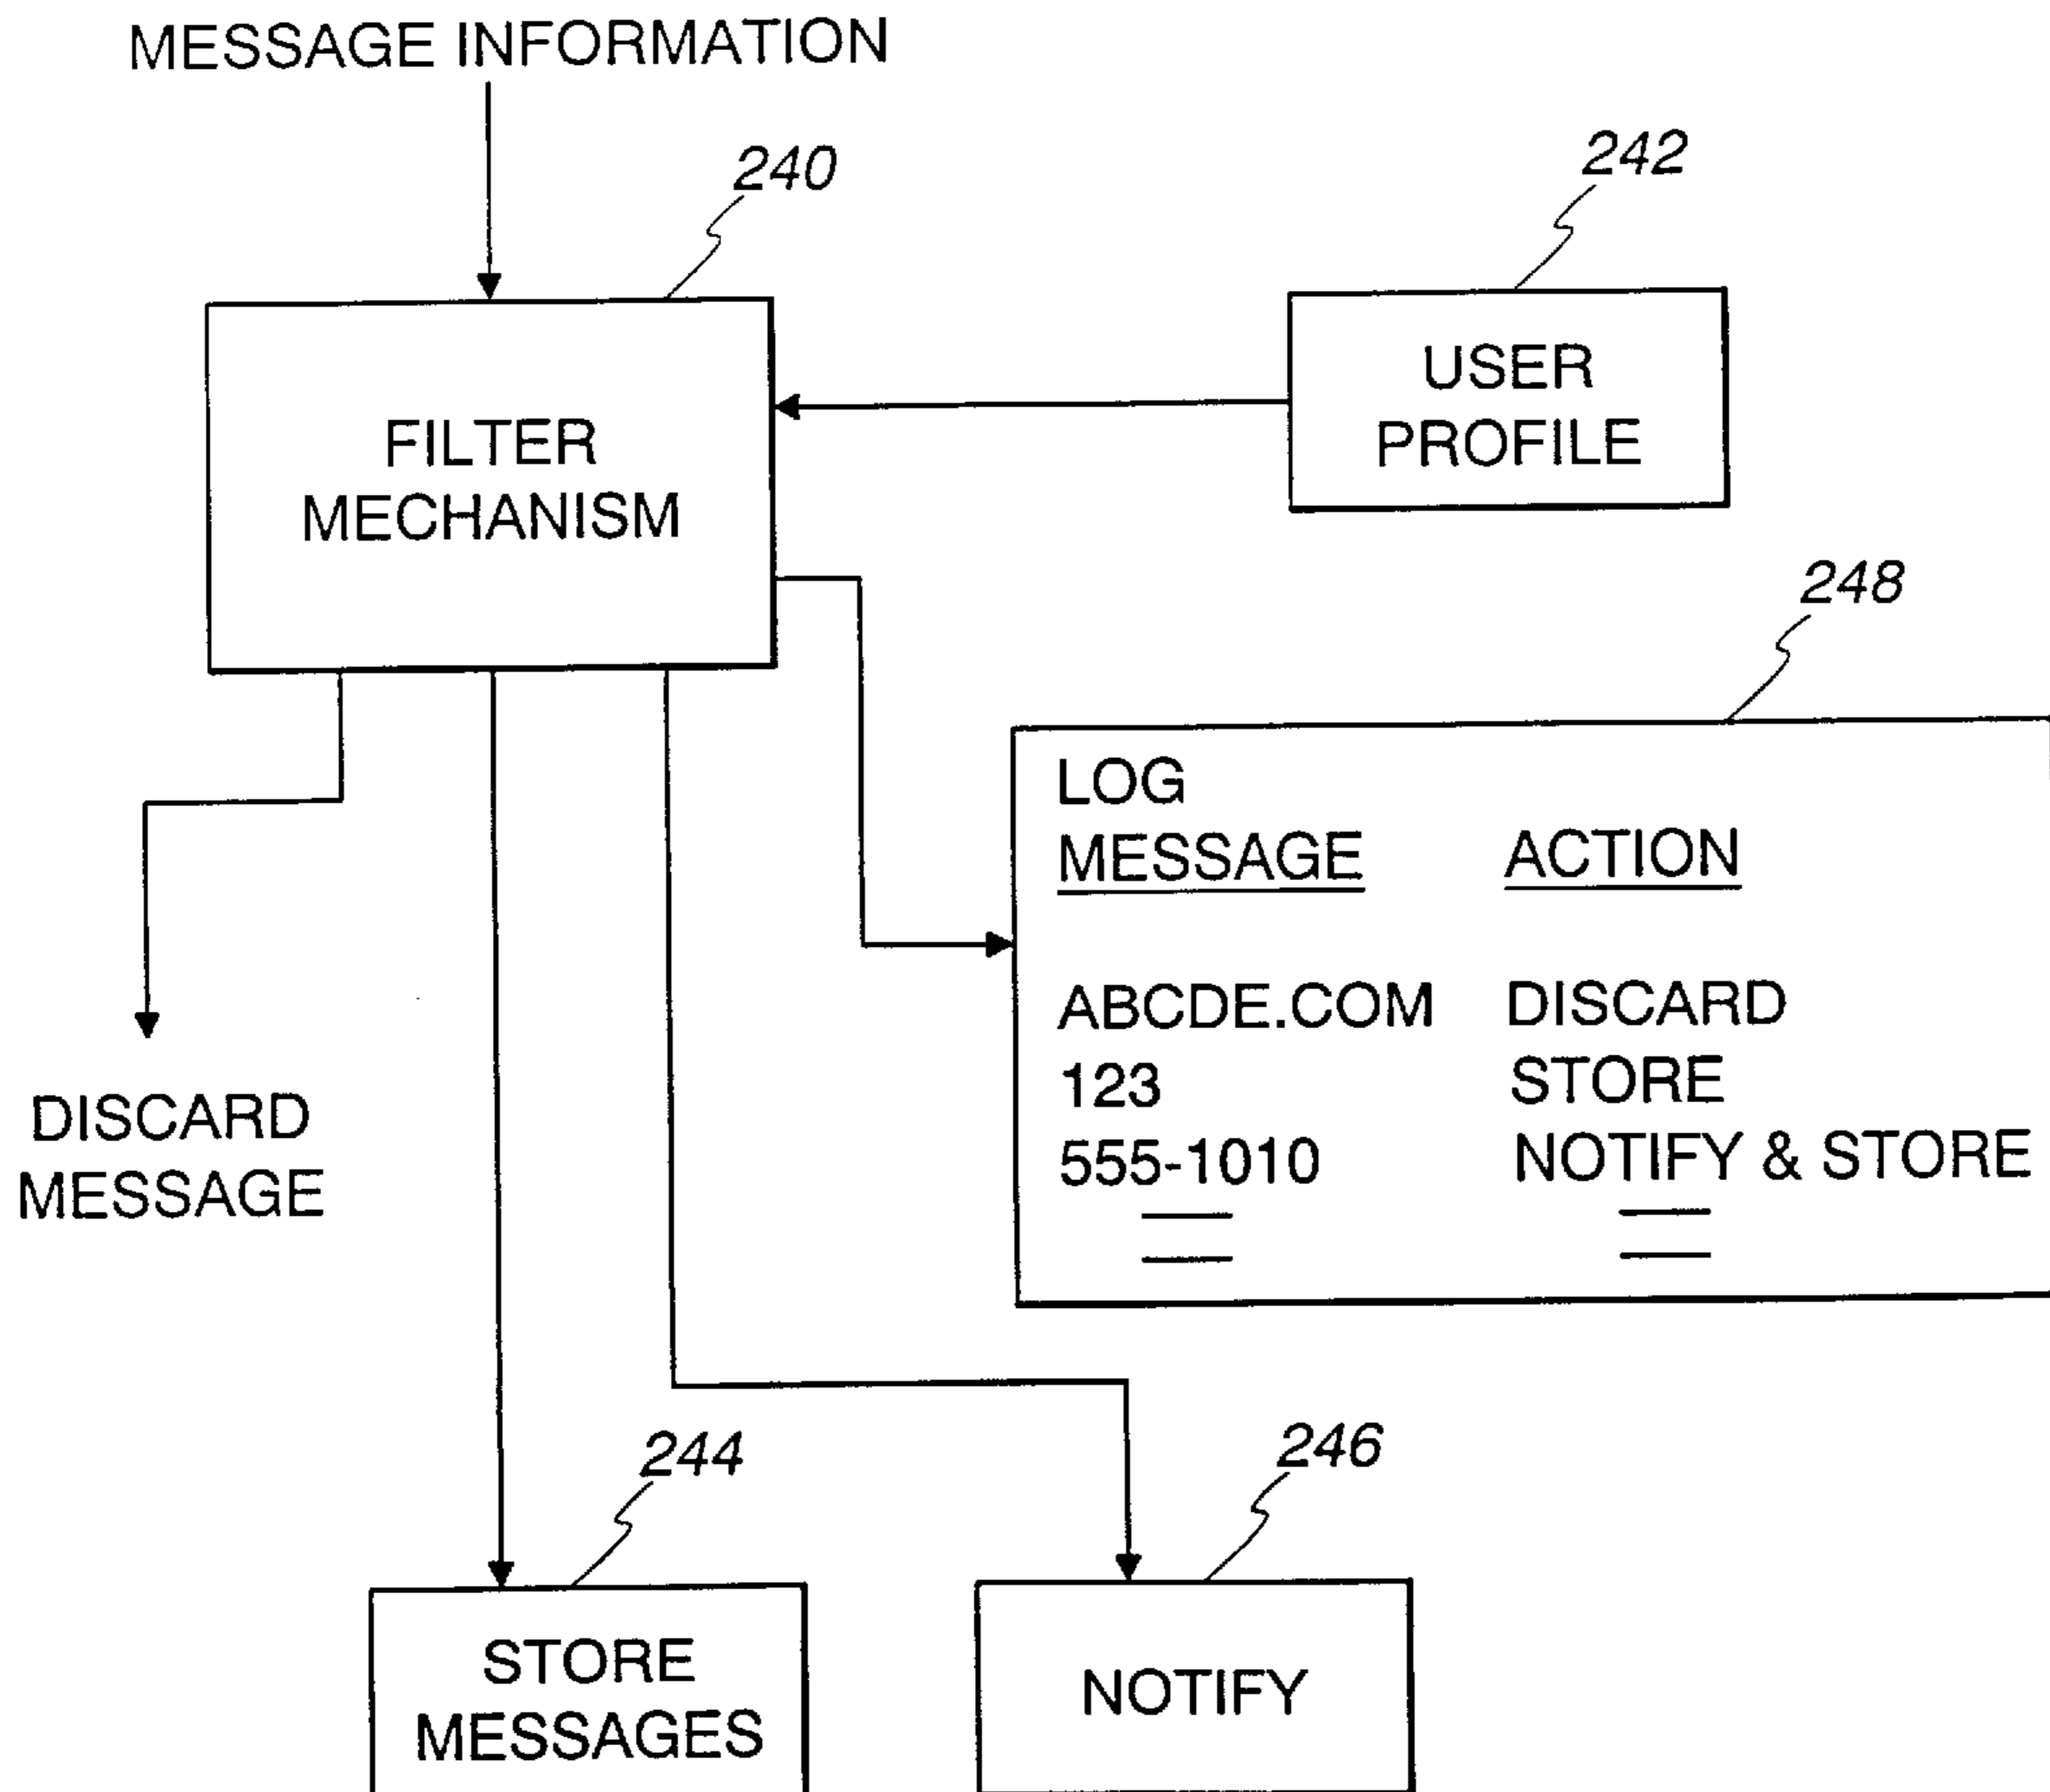 MESSAGE INFORMATION
240
242
FILTER
MECHANISM
USER
PROFILE
248
LOG
MESSAGE ACTION
ABCDE.COM DISCARD
123 STORE
555-1010 NOTIFY & STORE
DISCARD
MESSAGE
244
246
STORE
MESSAGES
NOTIFY